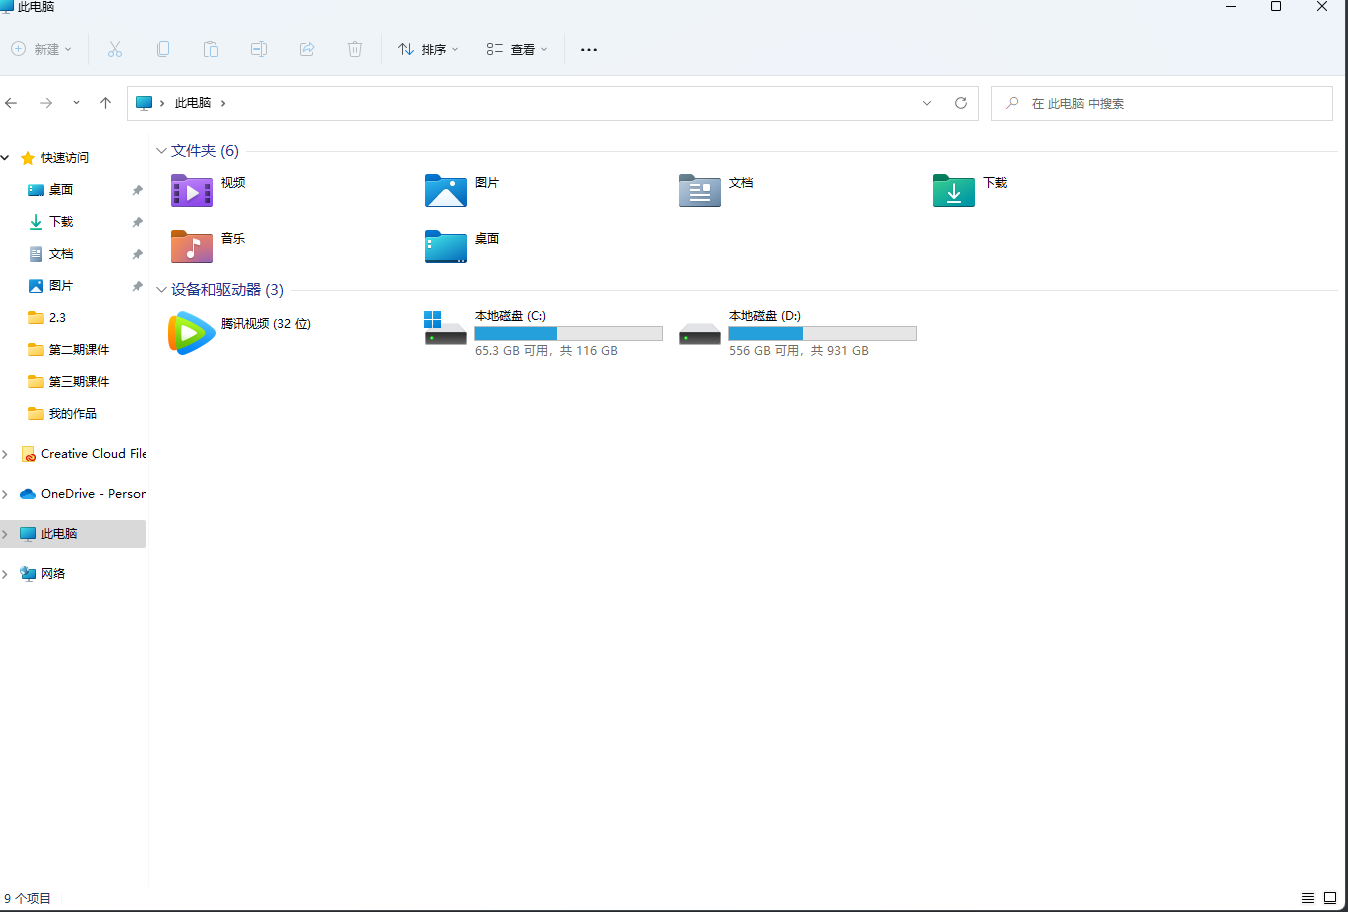 此电脑
新建
排序
查看
此电脑
在 此电脑 中搜索
快速访问
桌面
下载
文档
图片
2.3
第二期课件
第三期课件
我的作品
Creative Cloud File
OneDrive - Person
此电脑
网络
文件夹 (6)
视频
图片
文档
下载
音乐
桌面
设备和驱动器 (3)
腾讯视频 (32 位)
本地磁盘 (C:)
65.3 GB 可用，共 116 GB
本地磁盘 (D:)
556 GB 可用，共 931 GB
9 个项目